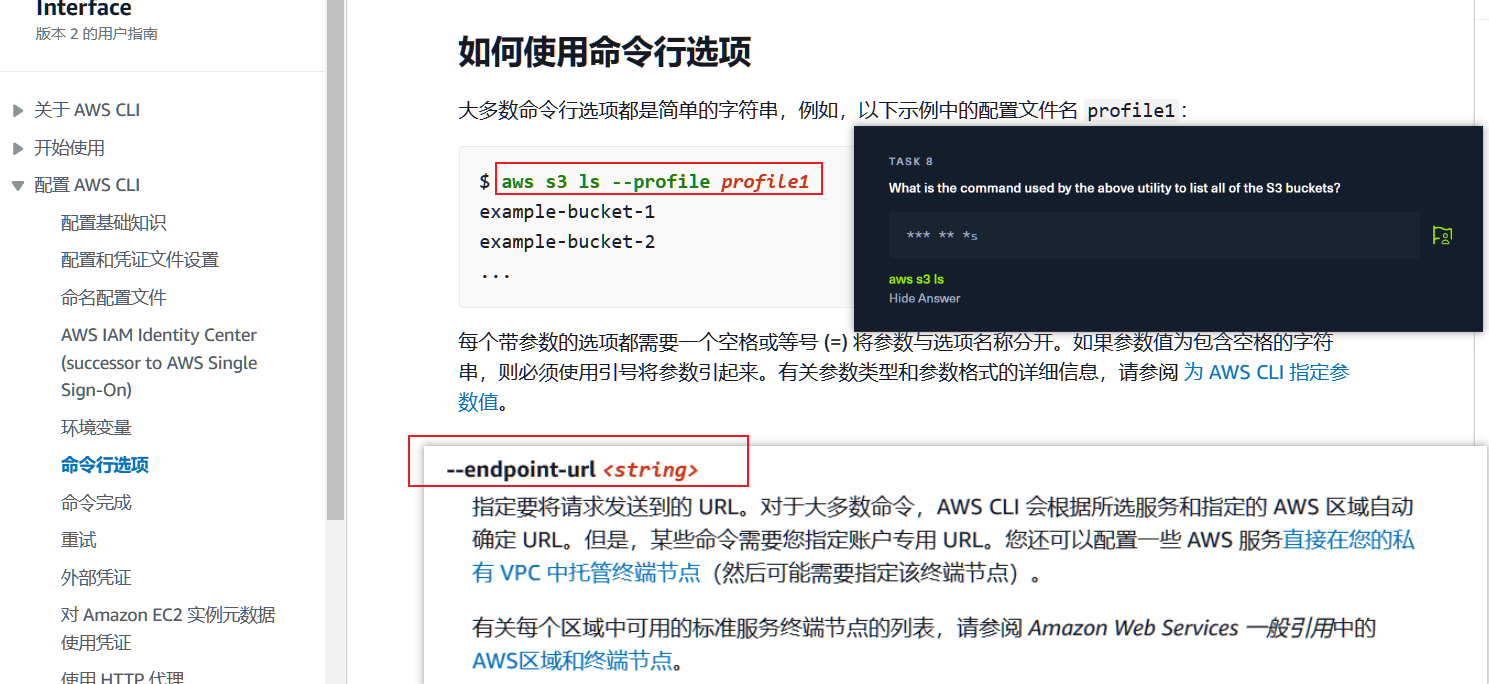 Interface
版本 2 的用户指南
关于 AWS CLI
开始使用
配置 AWS CLI
配置基础知识
配置和凭证文件设置
命名配置文件
AWS IAM Identity Center
(successor to AWS Single
Sign-On)
环境变量
命令行选项
命令完成
重试
外部凭证
对 Amazon EC2 实例元数据
使用凭证
使用 HTTP 代理
如何使用命令行选项
大多数命令行选项都是简单的字符串，例如，以下示例中的配置文件名 profile1：
$ aws s3 ls --profile profile1
example-bucket-1
example-bucket-2
...
TASK 8
What is the command used by the above utility to list all of the S3 buckets?
*** ** *s
aws s3 ls
Hide Answer
每个带参数的选项都需要一个空格或等号 (=) 将参数与选项名称分开。如果参数值为包含空格的字符
串，则必须使用引号将参数引起来。有关参数类型和参数格式的详细信息，请参阅 为 AWS CLI 指定参
数值。
--endpoint-url <string>
指定要将请求发送到的 URL。对于大多数命令，AWS CLI 会根据所选服务和指定的 AWS 区域自动
确定 URL。但是，某些命令需要您指定账户专用 URL。您还可以配置一些 AWS 服务直接在您的私
有 VPC 中托管终端节点（然后可能需要指定该终端节点）。
有关每个区域中可用的标准服务终端节点的列表，请参阅 Amazon Web Services 一般引用中的
AWS区域和终端节点。